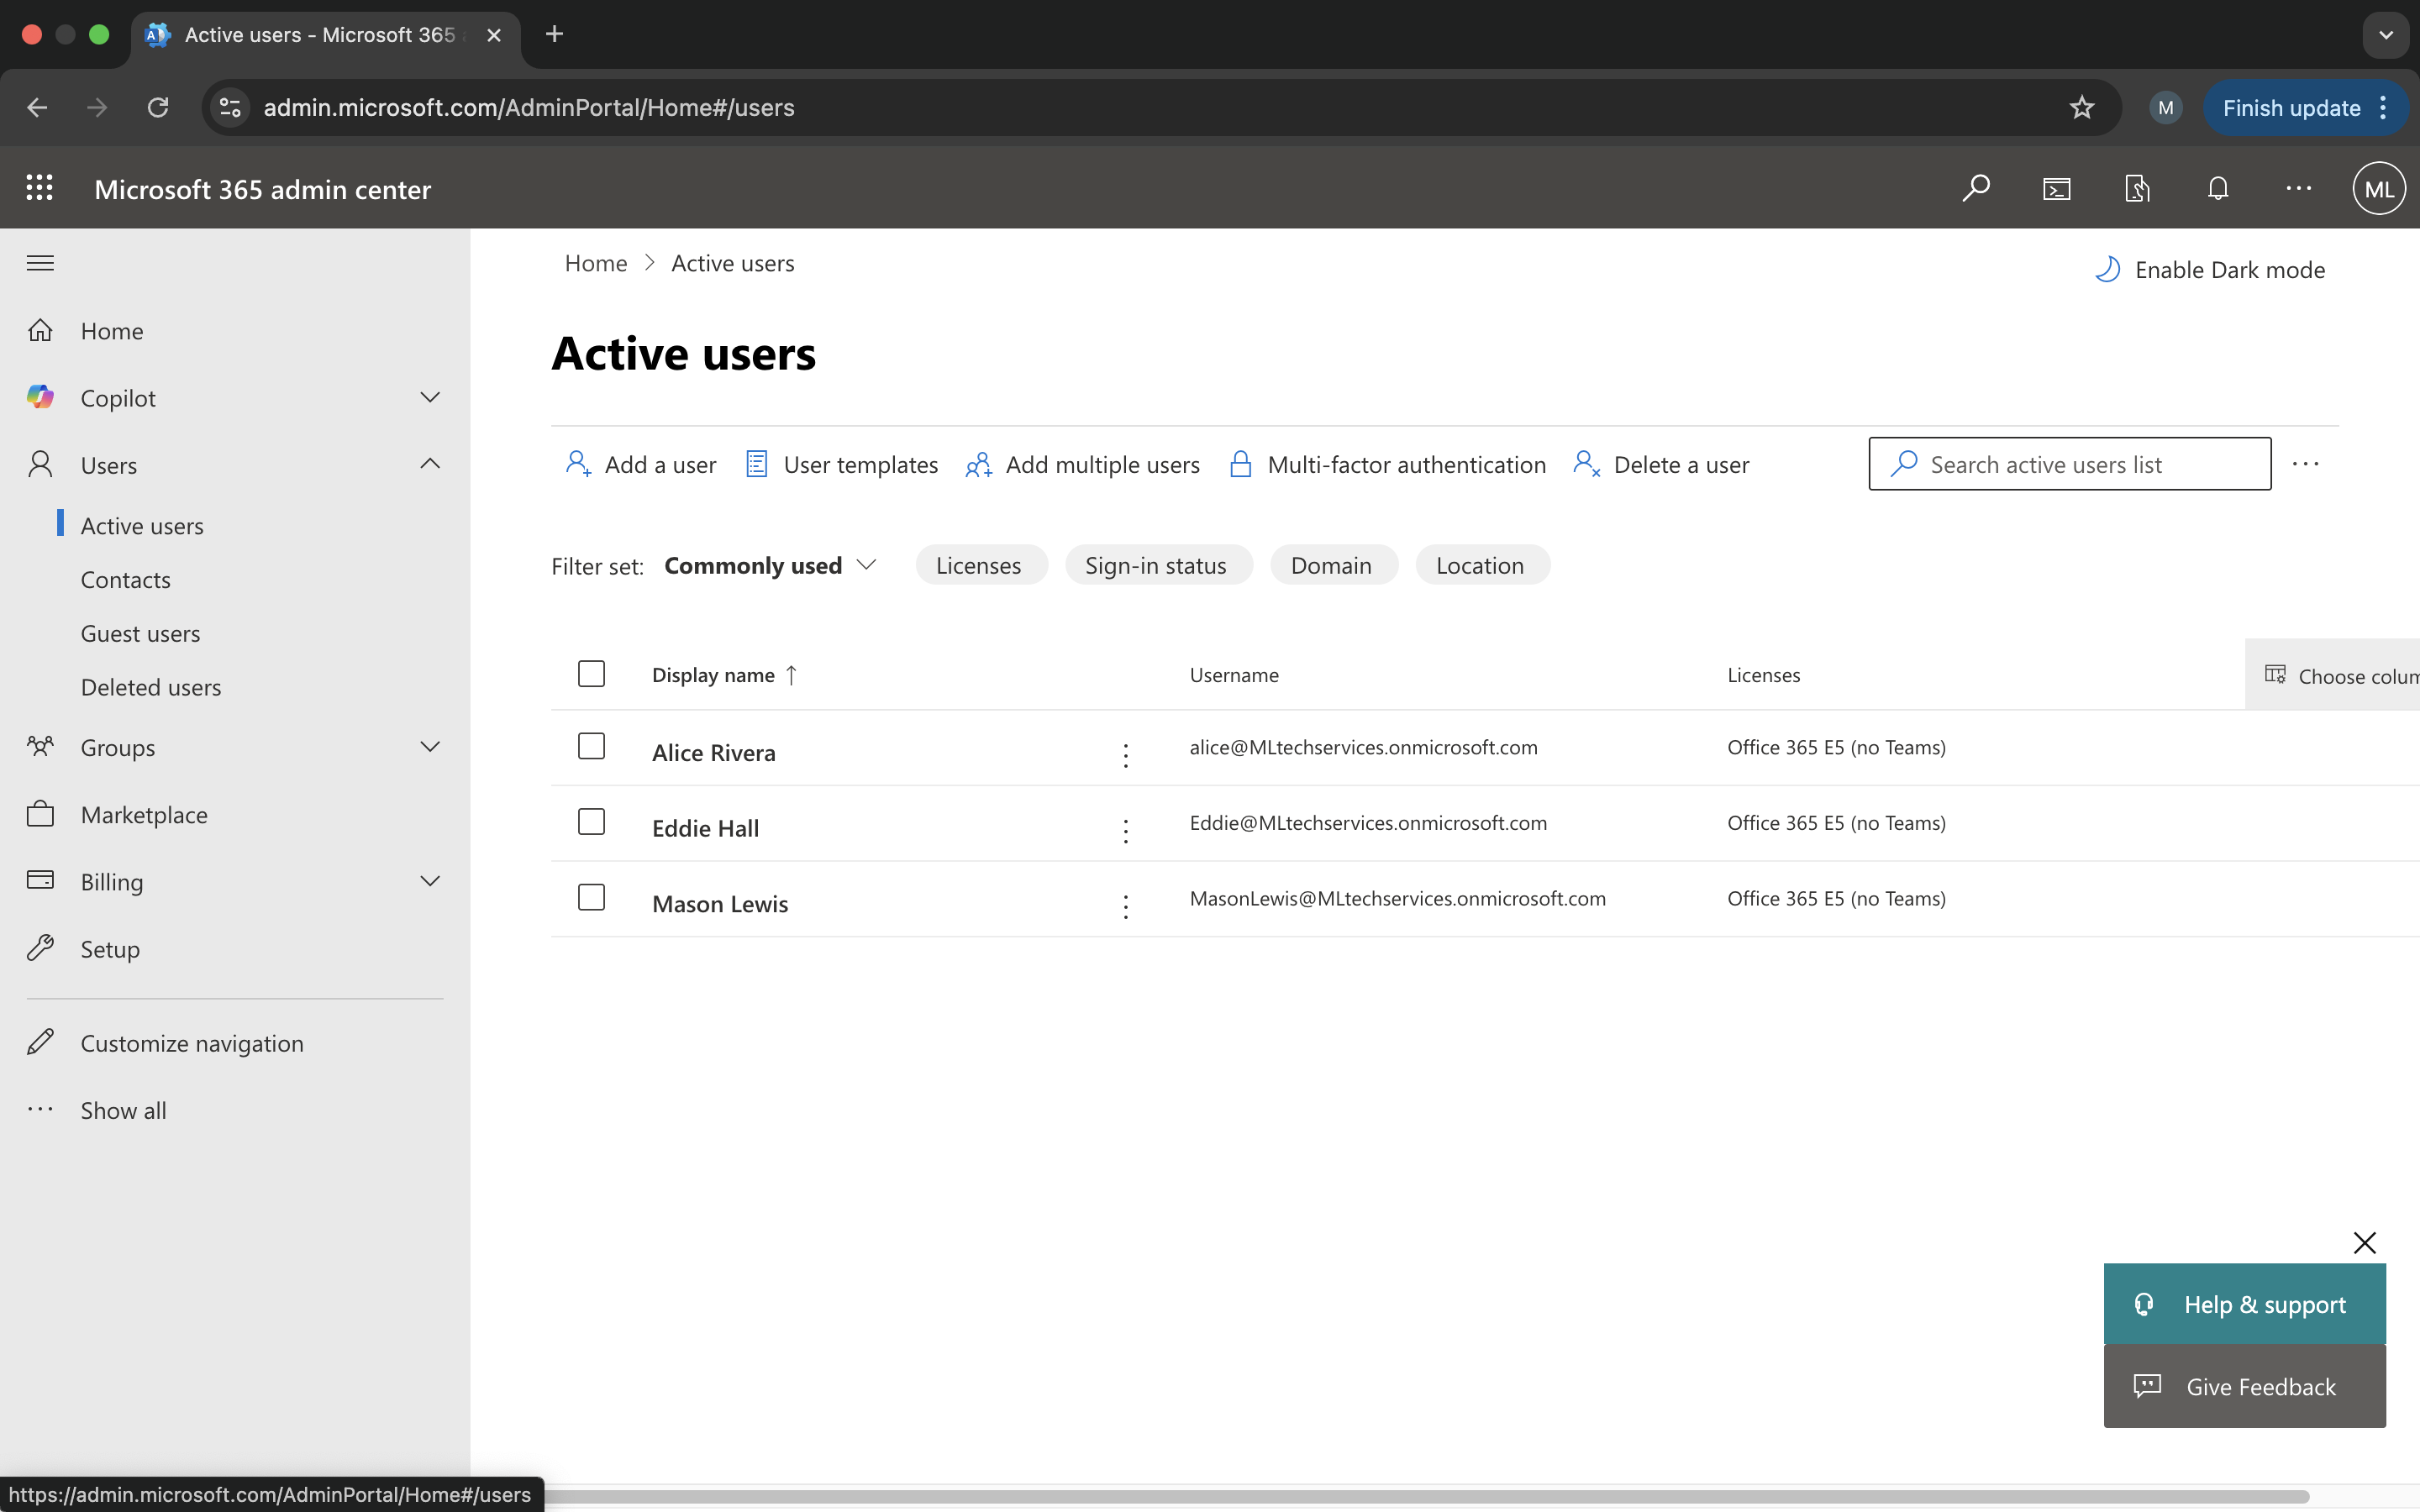 Active users - Microsoft 365
admin.microsoft.com/AdminPortal/Home#/users
M
Finish update
Microsoft 365 admin center
ML
Home
Copilot
Users
Active users
Contacts
Guest users
Deleted users
Groups
Marketplace
Billing
Setup
Customize navigation
Show all
Home > Active users
Enable Dark mode
Active users
Add a user
User templates
Add multiple users
Multi-factor authentication
Delete a user
Search active users list
Filter set: Commonly used
Licenses
Sign-in status
Domain
Location
Display name ↑ Username Licenses
Choose colum
Alice Rivera alice@MLtechservices.onmicrosoft.com Office 365 E5 (no Teams)
Eddie Hall Eddie@MLtechservices.onmicrosoft.com Office 365 E5 (no Teams)
Mason Lewis MasonLewis@MLtechservices.onmicrosoft.com Office 365 E5 (no Teams)
Help & support
Give Feedback
https://admin.microsoft.com/AdminPortal/Home#/users